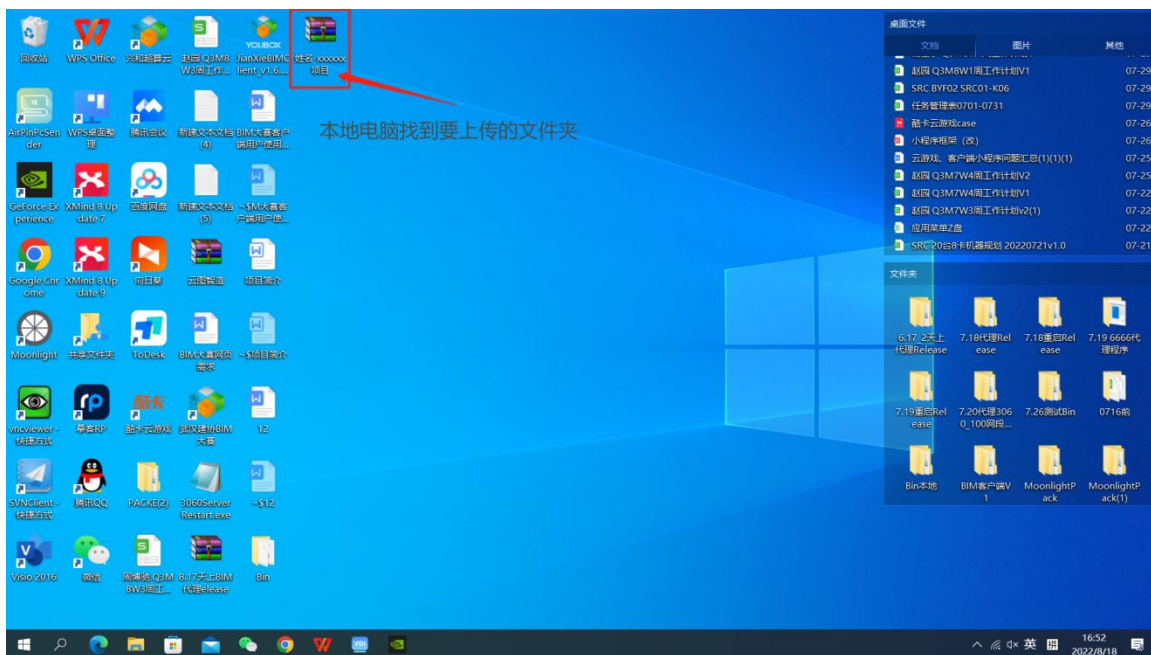 回收站
WPS Office
兴和超算云
赵园 Q3M8
W3周工作...
YOUBOX
JianXieBIMC
lient_v1.6....
姓名-xxxxxx
项目
本地电脑找到要上传的文件夹
AirPinPcSen
der
WPS桌面整
理
腾讯会议
新建文本文档
(4)
BIM大赛客户
端用户使用...
GeForce Ex
perience
XMind 8 Up
date 7
百度网盘
新建文本文档
(5)
~$M大赛客
户端用户使...
Google Chr
ome
XMind 8 Up
date 9
向日葵
云图智造
项目简介
Moonlight
共享文件夹
ToDesk
BIM大赛网页
需求
~$项目简介
vncviewer -
快捷方式
摹客RP
酷卡
酷卡云游戏
武汉建协BIM
大赛
12
SVNClient -
快捷方式
腾讯QQ
PACKE(2)
3060Server
Restart.exe
~$12
Visio 2016
微信
Q3M
8W3周工...
8.17天上BIM
代理elease
Bin
桌面文件
文档
图片
其他
赵园 Q3M8W1周工作计划V1
07-29
SRC BYF02 SRC01-K06
07-29
任务管理表0701-0731
07-29
酷卡云游戏case
07-26
小程序框架（改）
07-26
云游戏、客户端小程序问题汇总(1)(1)(1)
07-25
赵园 Q3M7W4周工作计划V2
07-25
赵园 Q3M7W4周工作计划V1
07-22
赵园 Q3M7W3周工作计划v2(1)
07-22
应用菜单Z盘
07-22
SRC 20台8卡机器规划 20220721v1.0
07-21
文件夹
6.17_2天上
代理Release
7.18代理Rel
ease
7.18重启Rel
ease
7.19 6666代
理程序
7.19重启Rel
ease
7.20代理306
0_100网段...
7.26测试Bin
0716前
Bin本地
BIM客户端V
1
MoonlightP
ack
MoonlightP
ack(1)
英
拼
16:52
2022/8/18